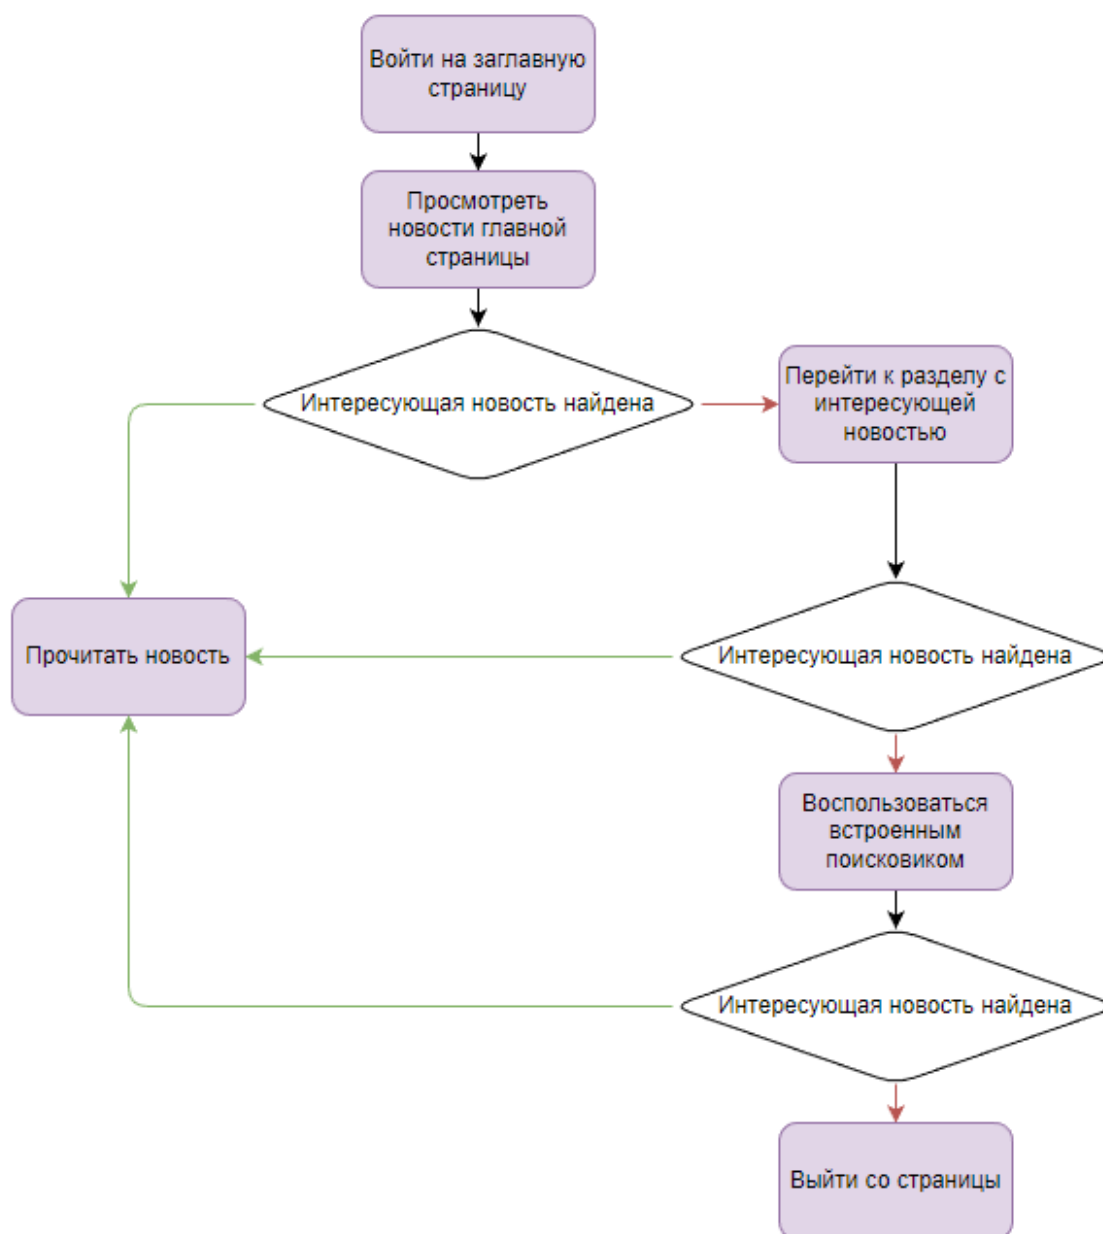 Войти на заглавную
страницу
Просмотреть
новости главной
страницы
Интересующая новость найдена
Перейти к разделу с
интересующей
новостью
Прочитать новость
Интересующая новость найдена
Воспользоваться
встроенным
поисковиком
Интересующая новость найдена
Выйти со страницы